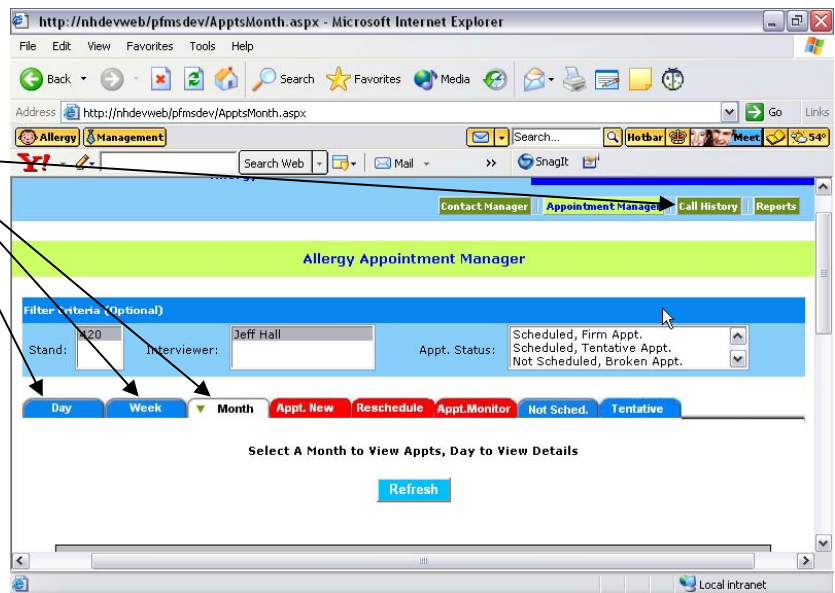 http://nhdevweb/pfmsdev/ApptsMonth.aspx - Microsoft Internet Explorer
File Edit View Favorites Tools Help
Back Search Favorites Media
Address http://nhdevweb/pfmsdev/ApptsMonth.aspx Go Links
Allergy Management Search... Hotbar Meet 54°
Y! Search Web Mail >> SnagIt
Contact Manager Appointment Manager Call History Reports
Allergy Appointment Manager
Filter Criteria (Optional)
Stand: 420 Interviewer: Jeff Hall Appt. Status: Scheduled, Firm Appt.
Scheduled, Tentative Appt.
Not Scheduled, Broken Appt.
Day Week Month Appt. New Reschedule Appt.Monitor Not Sched. Tentative
Select A Month to View Appts, Day to View Details
Refresh
Local intranet